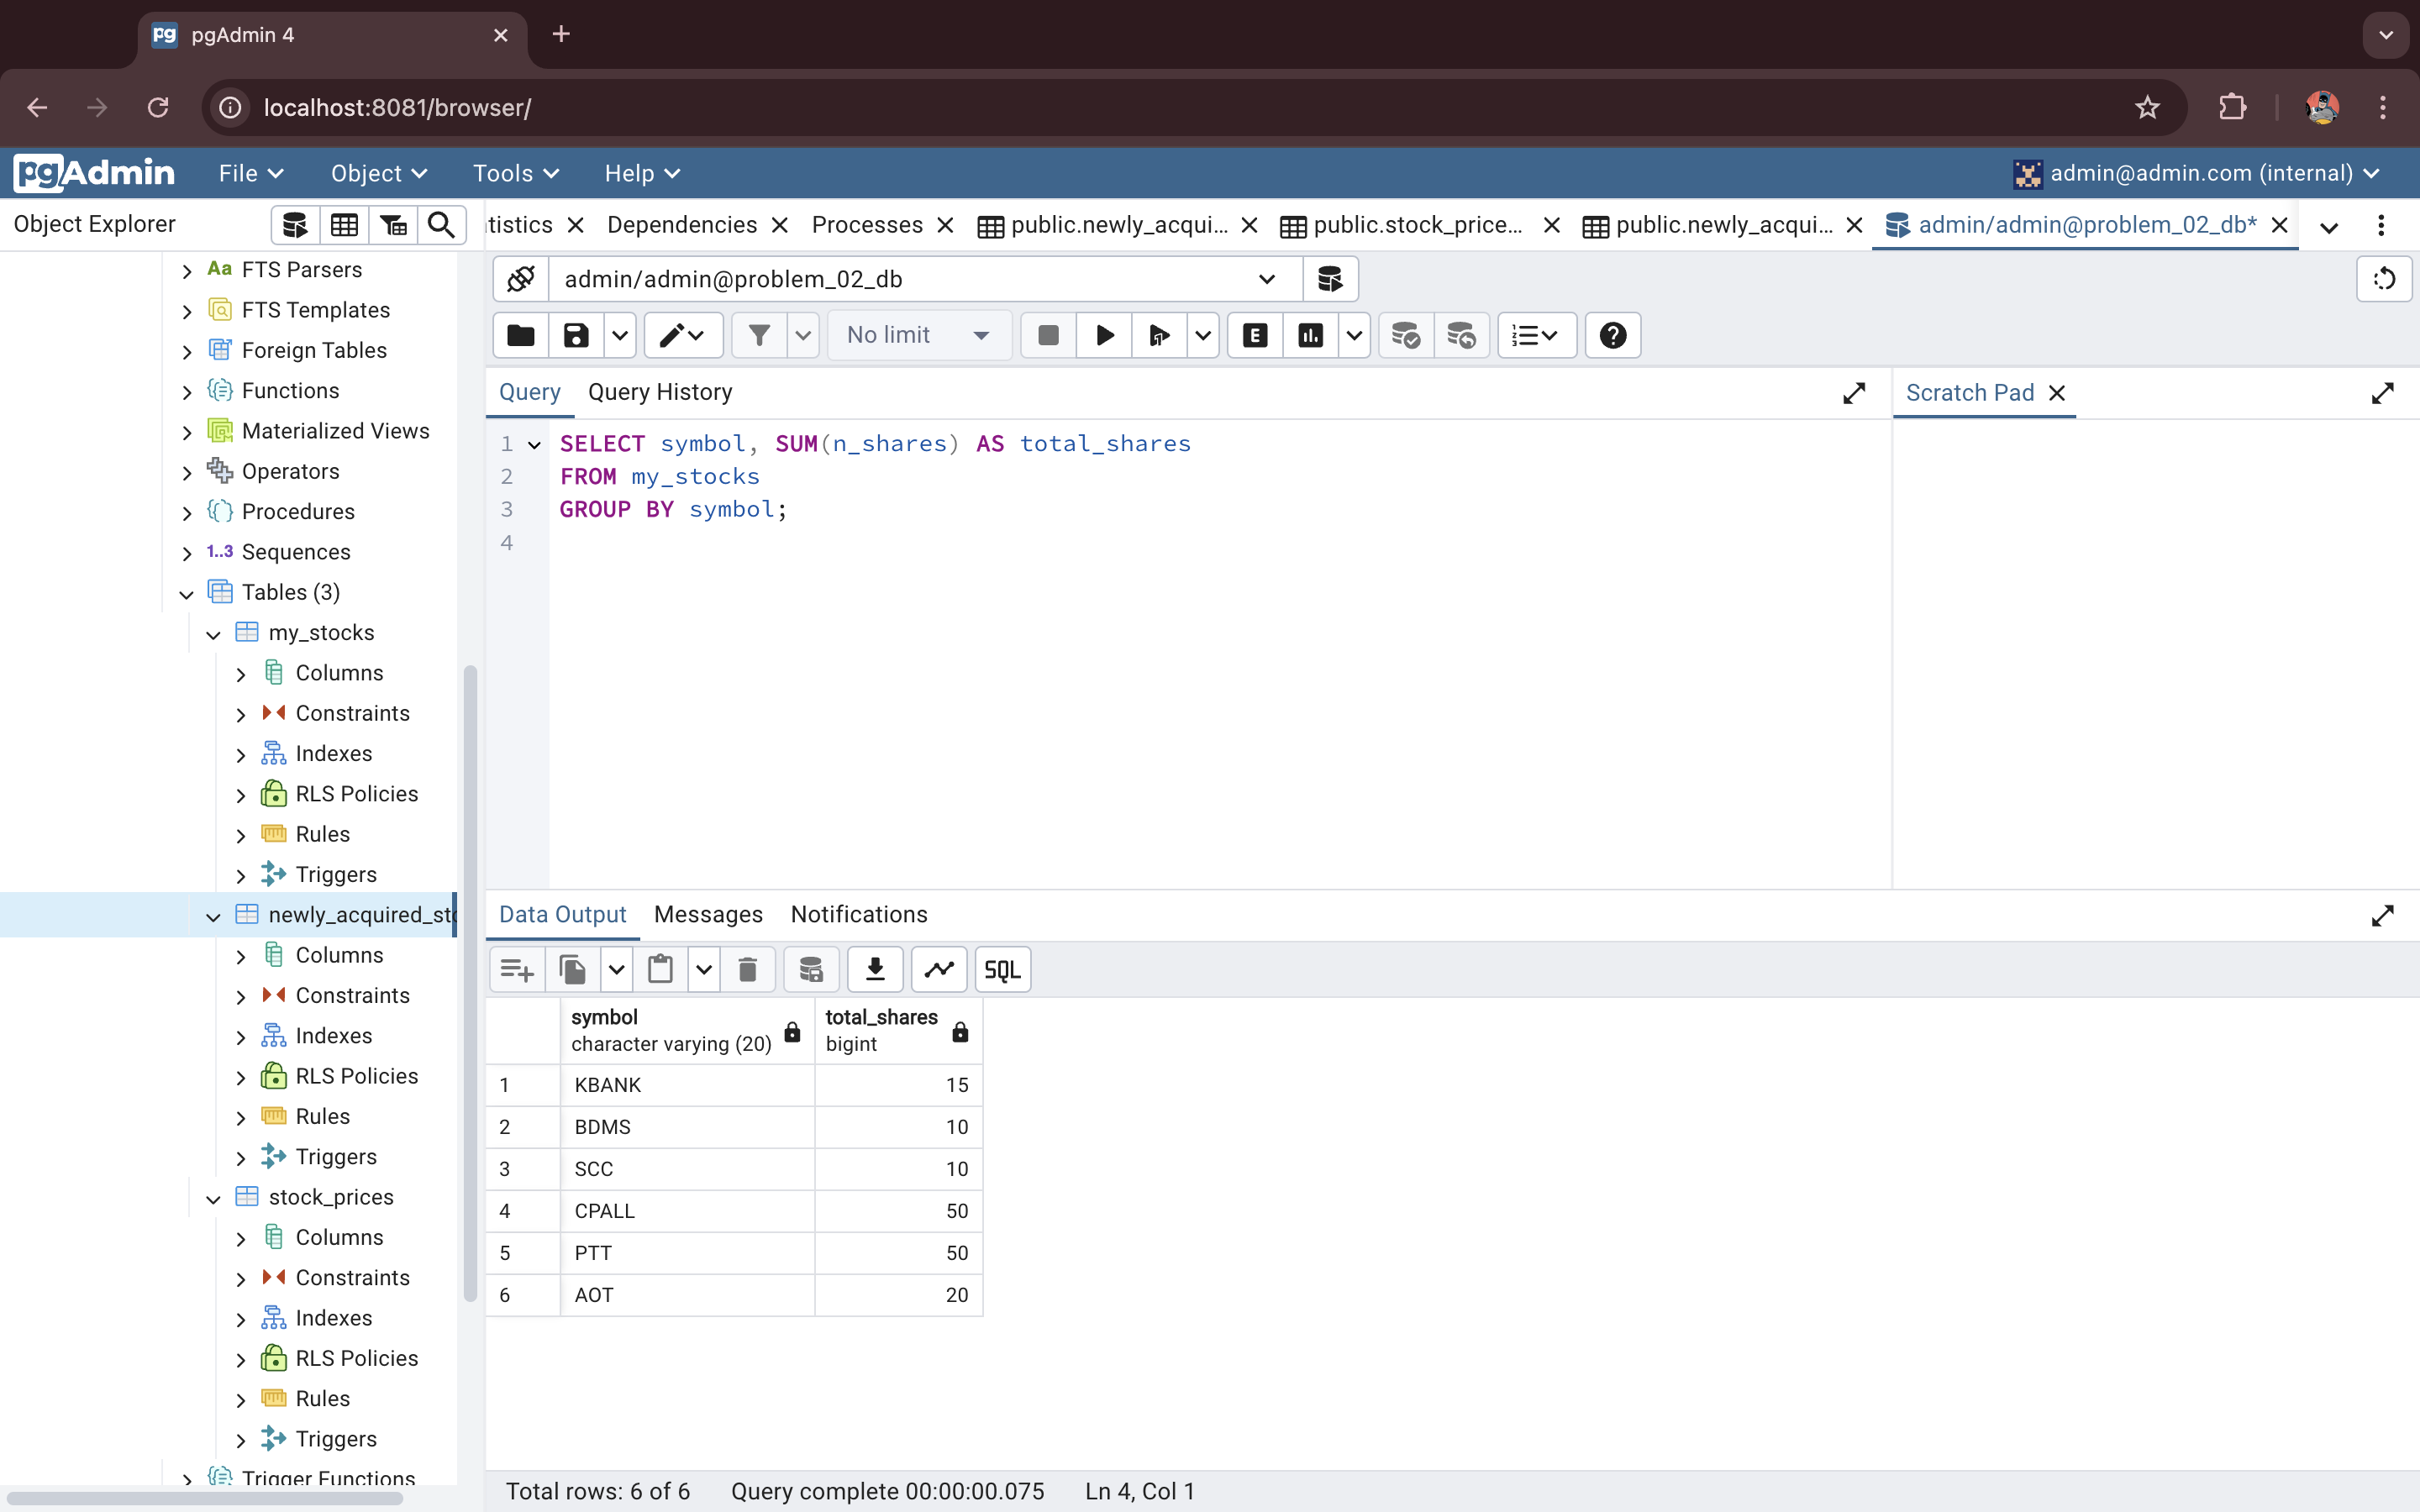 pgAdmin 4
localhost:8081/browser/
pgAdmin File Object Tools Help admin@admin.com (internal)
Object Explorer
tistics Dependencies Processes public.newly_acqui... public.stock_price... public.newly_acqui... admin/admin@problem_02_db*
admin/admin@problem_02_db
No limit
E
Query Query History
Scratch Pad
1 SELECT symbol, SUM(n_shares) AS total_shares
2 FROM my_stocks
3 GROUP BY symbol;
4
Aa FTS Parsers
FTS Templates
Foreign Tables
Functions
Materialized Views
Operators
Procedures
1..3 Sequences
Tables (3)
my_stocks
Columns
Constraints
Indexes
RLS Policies
Rules
Triggers
newly_acquired_sto
Columns
Constraints
Indexes
RLS Policies
Rules
Triggers
stock_prices
Columns
Constraints
Indexes
RLS Policies
Rules
Triggers
Trigger Functions
Data Output Messages Notifications
SQL
symbol total_shares
character varying (20) bigint
1 KBANK 15
2 BDMS 10
3 SCC 10
4 CPALL 50
5 PTT 50
6 AOT 20
Total rows: 6 of 6 Query complete 00:00:00.075 Ln 4, Col 1